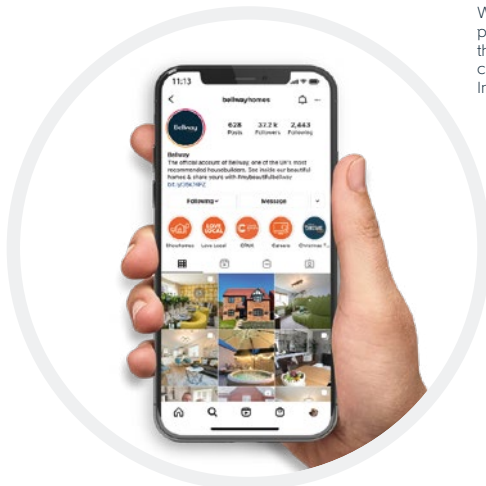 11:13
bellwayhomes
Bellway
628
37.2 k
2,443
Posts
Followers
Following
Bellway
The official account of Bellway, one of the UK's most
recommended housebuilders. See inside our beautiful
homes & share yours with #mybeautifulbellway
Following
Message
Showhomes
LOVE LOCAL
Love Local
Careers
Christmas T...
W
p
th
c
In